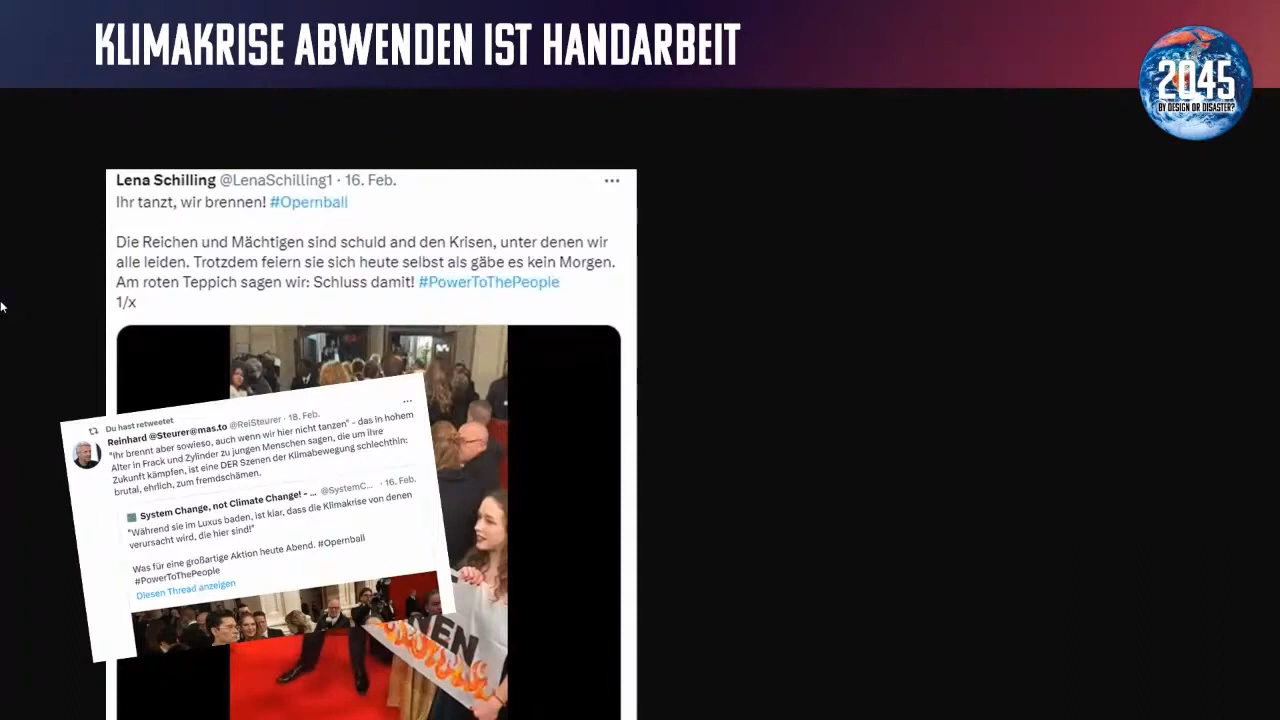 KLIMAKRISE ABWENDEN IST HANDARBEIT
2045
BY DESIGN OR DISASTER?
Lena Schilling @LenaSchilling1 · 16. Feb.
Ihr tanzt, wir brennen! #Opernball
Die Reichen und Mächtigen sind schuld and den Krisen, unter denen wir
alle leiden. Trotzdem feiern sie sich heute selbst als gäbe es kein Morgen.
Am roten Teppich sagen wir: Schluss damit! #PowerToThePeople
1/x
Du hast retweetet
Reinhard @Steurer@mas.to @ReiSteurer · 18. Feb.
"Ihr brennt aber sowieso, auch wenn wir hier nicht tanzen" - das in hohem
Alter in Frack und Zylinder zu jungen Menschen sagen, die um ihre
Zukunft kämpfen, ist eine DER Szenen der Klimabewegung schlechthin:
brutal, ehrlich, zum fremdschämen.
System Change, not Climate Change! - ... @SystemC... · 16. Feb.
"Während sie im Luxus baden, ist klar, dass die Klimakrise von denen
verursacht wird, die hier sind!"
Was für eine großartige Aktion heute Abend. #Opernball
#PowerToThePeople
Diesen Thread anzeigen
NEN